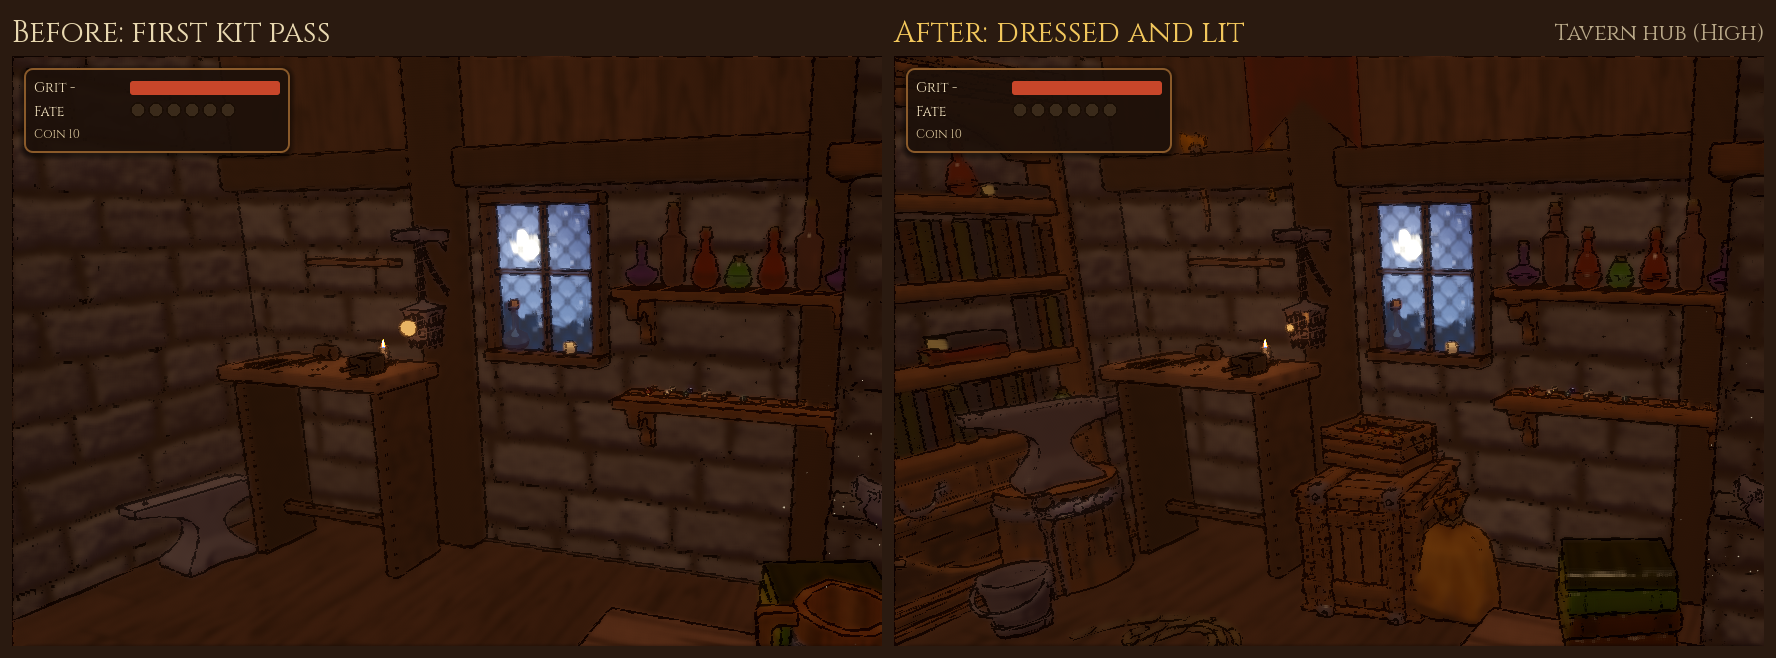 Before: first kit pass
After: dressed and lit
Tavern hub (High)
Grit -
Fate
Coin 10
Grit -
Fate
Coin 10